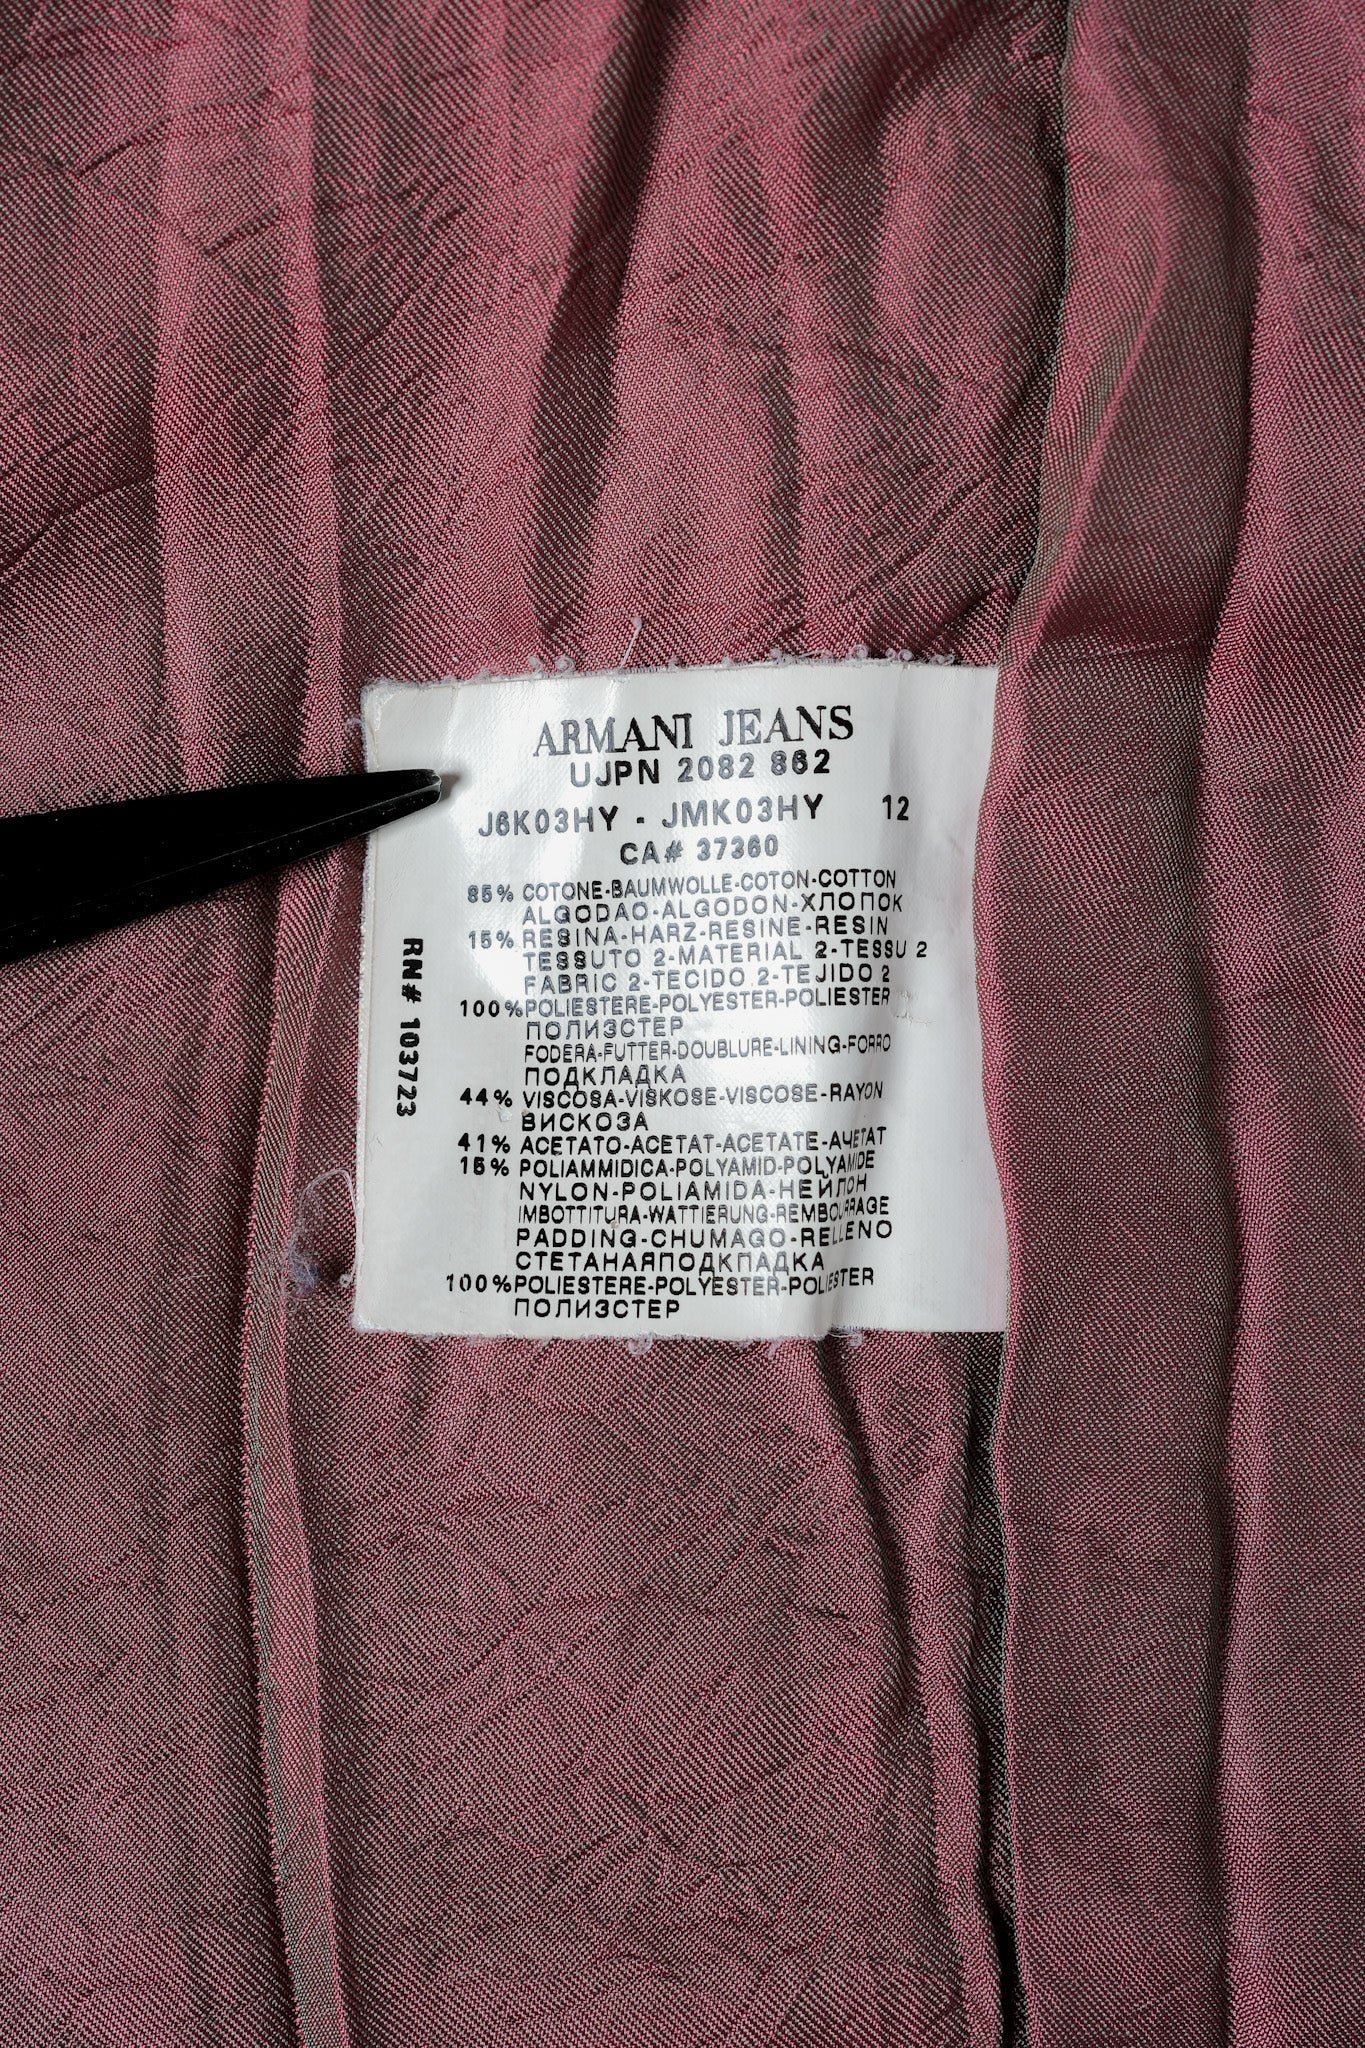 ARMANI JEANS
UJPN 2082 862
J6K03HY - JMK03HY 12
CA# 37360
85% COTONE-BAUMWOLLE-COTON-COTTON
ALGODAO-ALGODON-ХЛОПОК
15% RESINA-HARZ-RESINE-RESIN
TESSUTO 2-MATERIAL 2-TESSU 2
FABRIC 2-TECIDO 2-TEJIDO 2
100% POLIESTERE-POLYESTER-POLIESTER
ПОЛИЗСТЕР
FODERA-FUTTER-DOUBLURE-LINING-FORRO
ПОДКЛАДКА
44% VISCOSA-VISKOSE-VISCOSE-RAYON
ВИСКОЗА
41% ACETATO-ACETAT-ACETATE-АЧЕТАТ
15% POLIAMMIDICA-POLYAMID-POLYAMIDE
NYLON-POLIAMIDA-НЕЙЛОН
IMBOTTITURA-WATTIERUNG-REMBOURRAGE
PADDING-CHUMAGO-RELLENO
СТЕГАНАЯПОДКПАДКА
100% POLIESTERE-POLYESTER-POLIESTER
ПОЛИЗСТЕР
RN# 103723